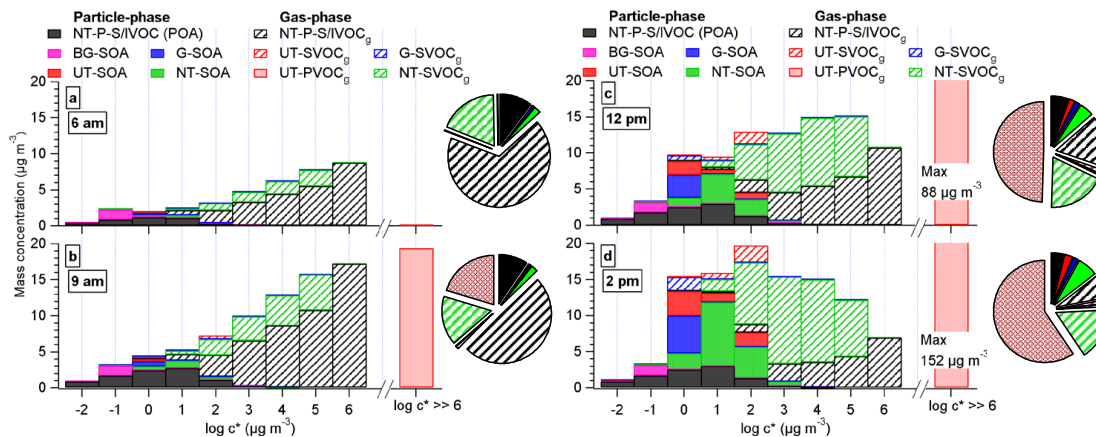 Particle-phase Gas-phase
NT-P-S/IVOC (POA) NT-P-S/IVOCg
BG-SOA G-SOA UT-SVOCg G-SVOCg
UT-SOA NT-SOA UT-PVOCg NT-SVOCg
20
15
10
5
0
a
6 am
20
15
10
5
0
b
9 am
Mass concentration (µg m-3)
-2 -1 0 1 2 3 4 5 6
log c* (µg m-3)
log c* >> 6
Particle-phase Gas-phase
NT-P-S/IVOC (POA) NT-P-S/IVOCg
BG-SOA G-SOA UT-SVOCg G-SVOCg
UT-SOA NT-SOA UT-PVOCg NT-SVOCg
20
15
10
5
0
c
12 pm
Max
88 µg m-3
20
15
10
5
0
d
2 pm
Max
152 µg m-3
-2 -1 0 1 2 3 4 5 6
log c* (µg m-3)
log c* >> 6